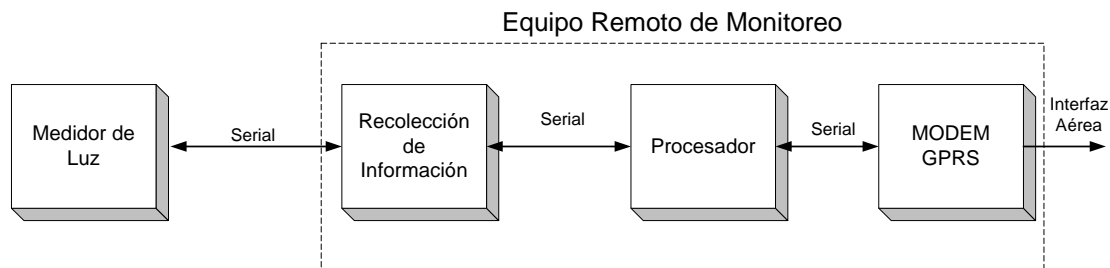 Equipo Remoto de Monitoreo
Medidor de
Luz
Serial
Recolección
de
Información
Serial
Procesador
Serial
MODEM
GPRS
Interfaz
Aérea